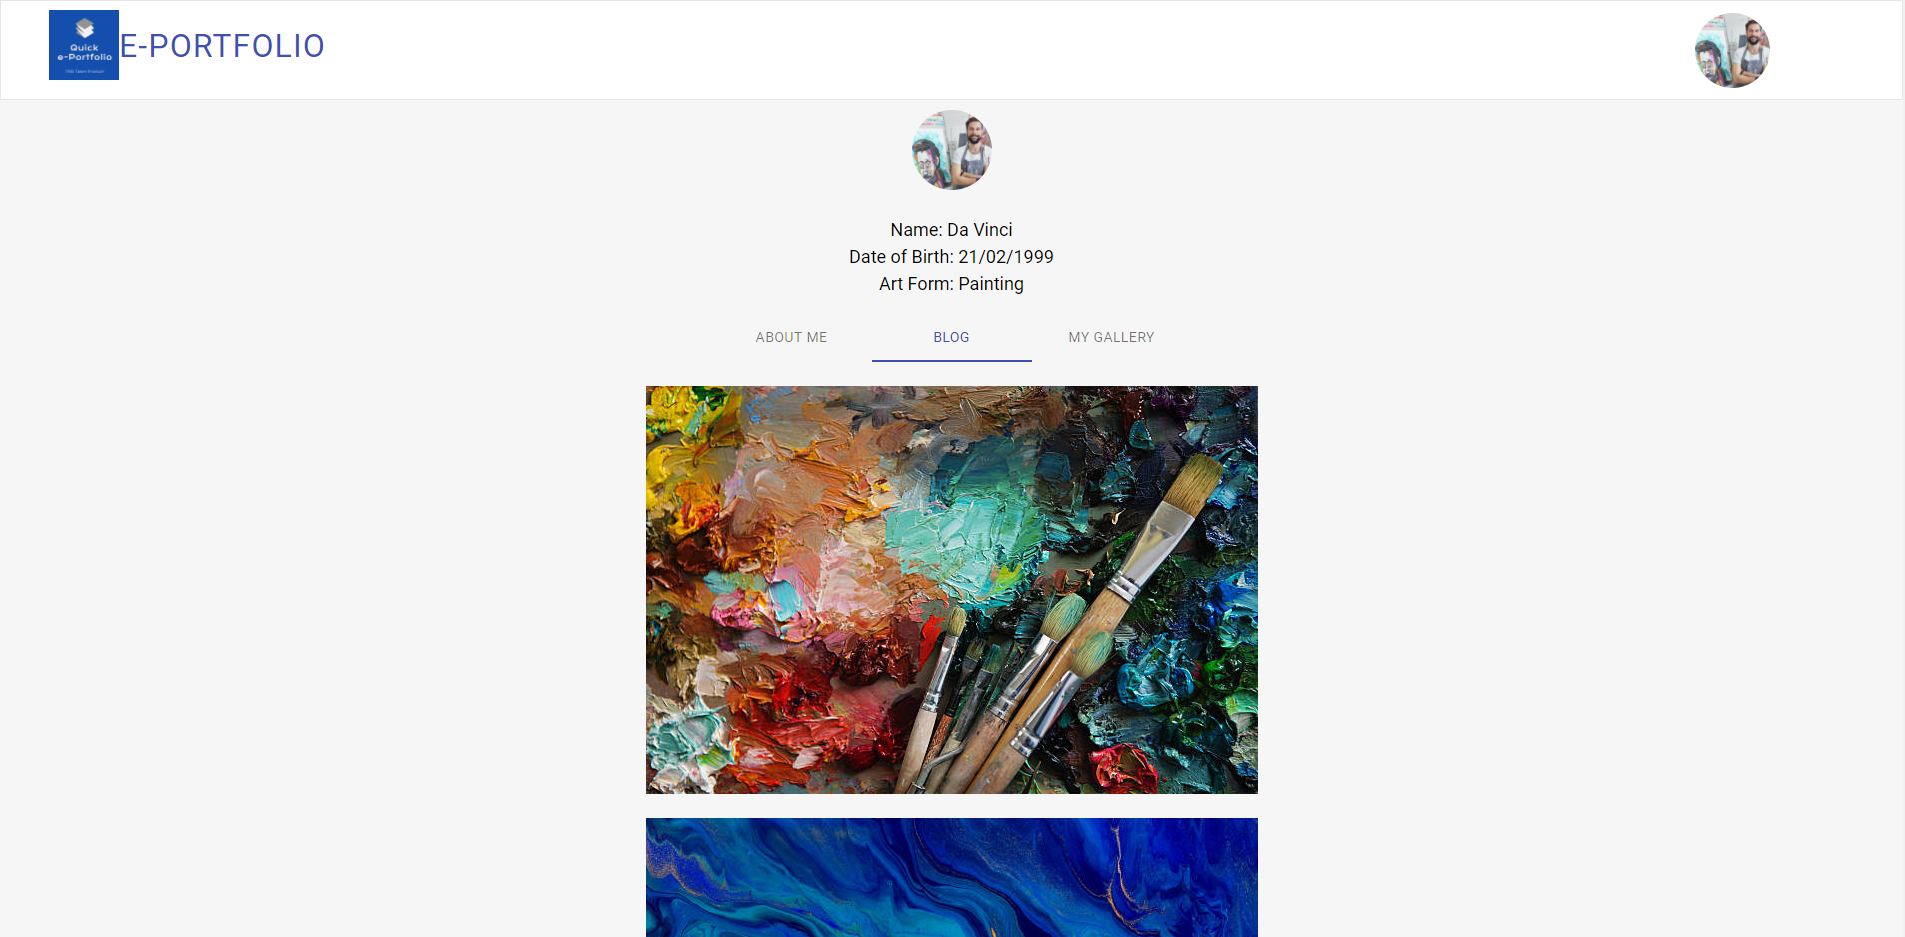 Quick
e-Portfolio
E-PORTFOLIO
Name: Da Vinci
Date of Birth: 21/02/1999
Art Form: Painting
ABOUT ME
BLOG
MY GALLERY